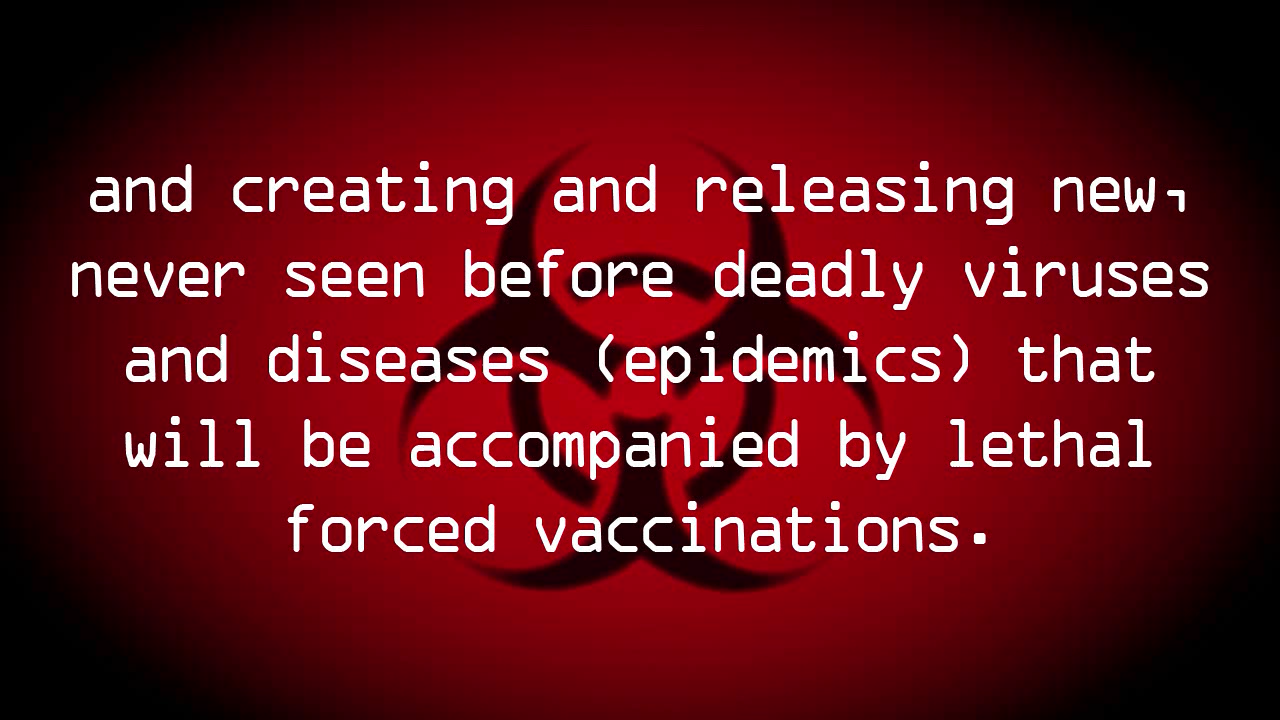 and creating and releasing new,
never seen before deadly viruses
and diseases (epidemics) that
will be accompanied by lethal
forced vaccinations.